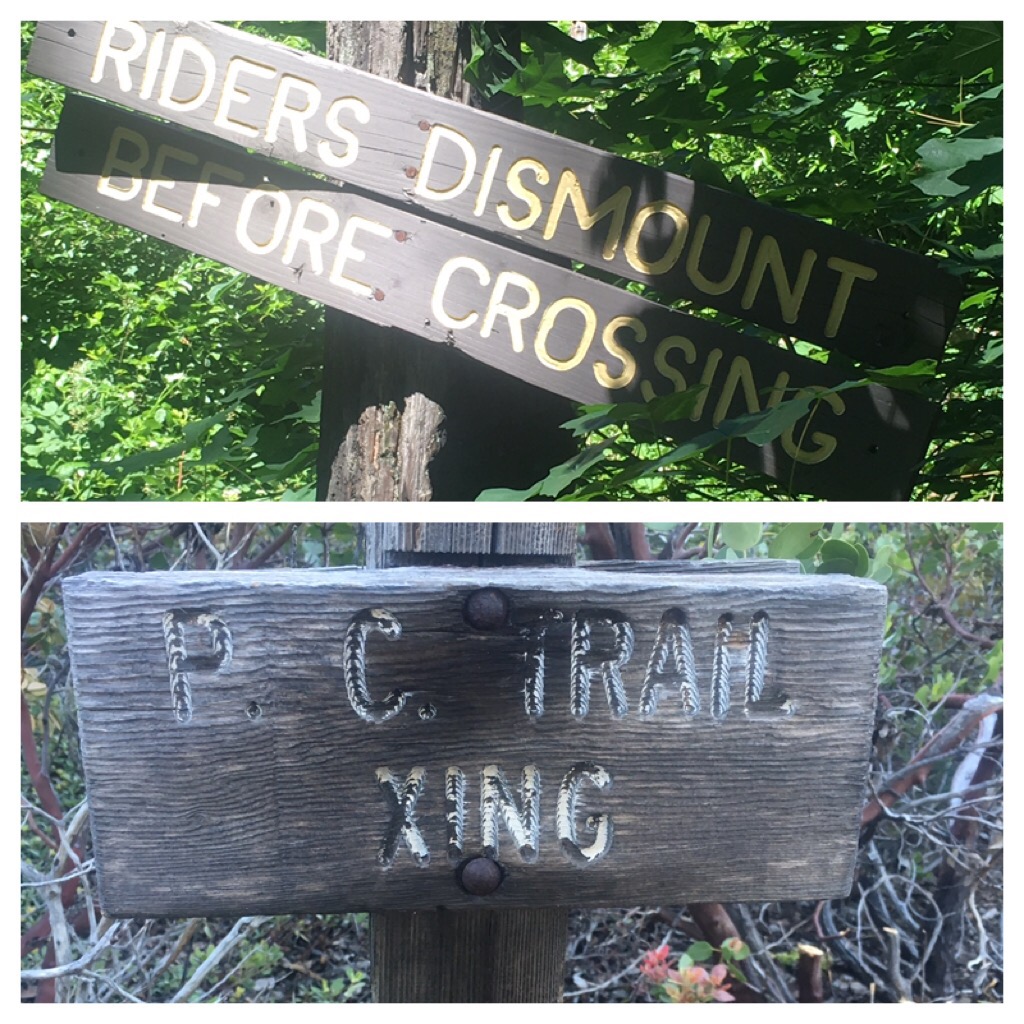 RIDERS DISMOUNT
BEFORE CROSSING
P. C. TRAIL
XING